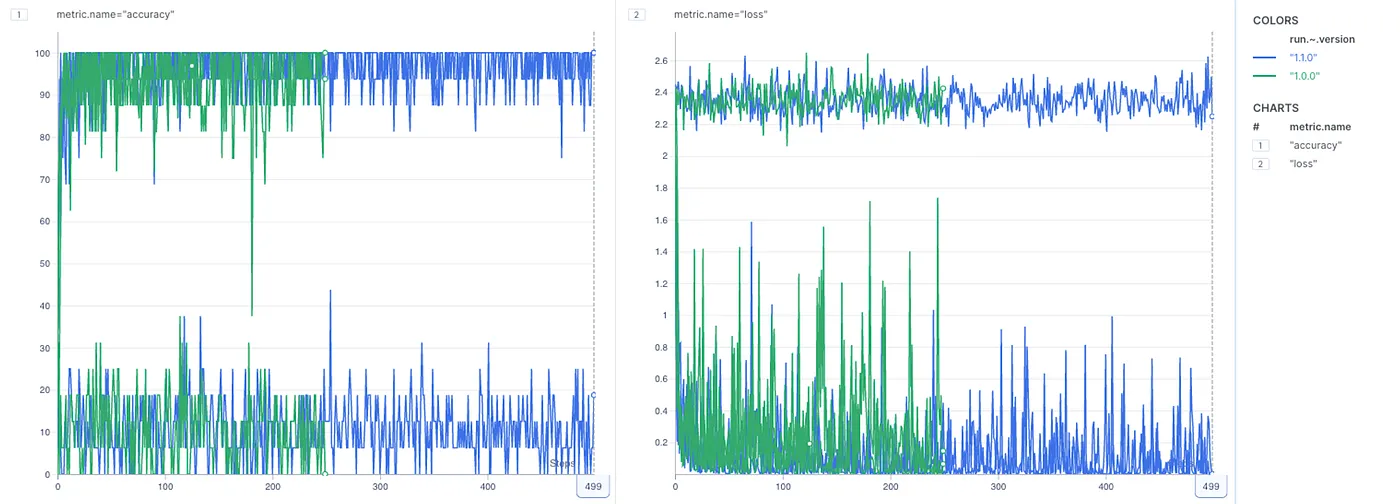 1 metric.name="accuracy"
100
90
80
70
60
50
40
30
20
10
0
0 100 200 300 400 499
Steps
2 metric.name="loss"
2.6
2.4
2.2
2
1.8
1.6
1.4
1.2
1
0.8
0.6
0.4
0.2
0 100 200 300 400 499
COLORS
run.~.version
"1.1.0"
"1.0.0"
CHARTS
# metric.name
1 "accuracy"
2 "loss"